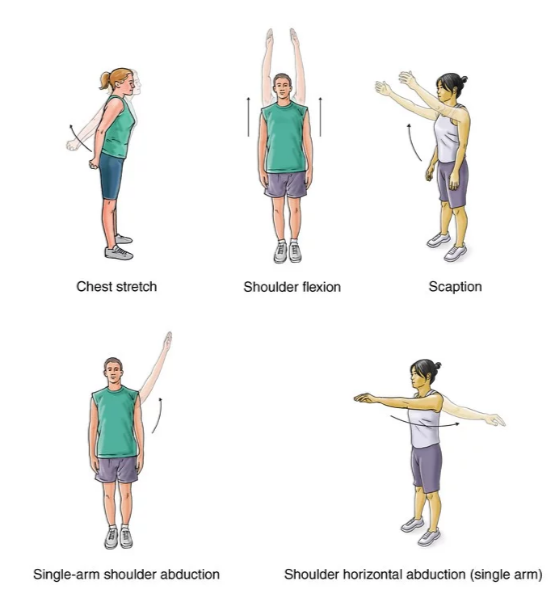 Chest stretch
Shoulder flexion
Scaption
Single-arm shoulder abduction
Shoulder horizontal abduction (single arm)